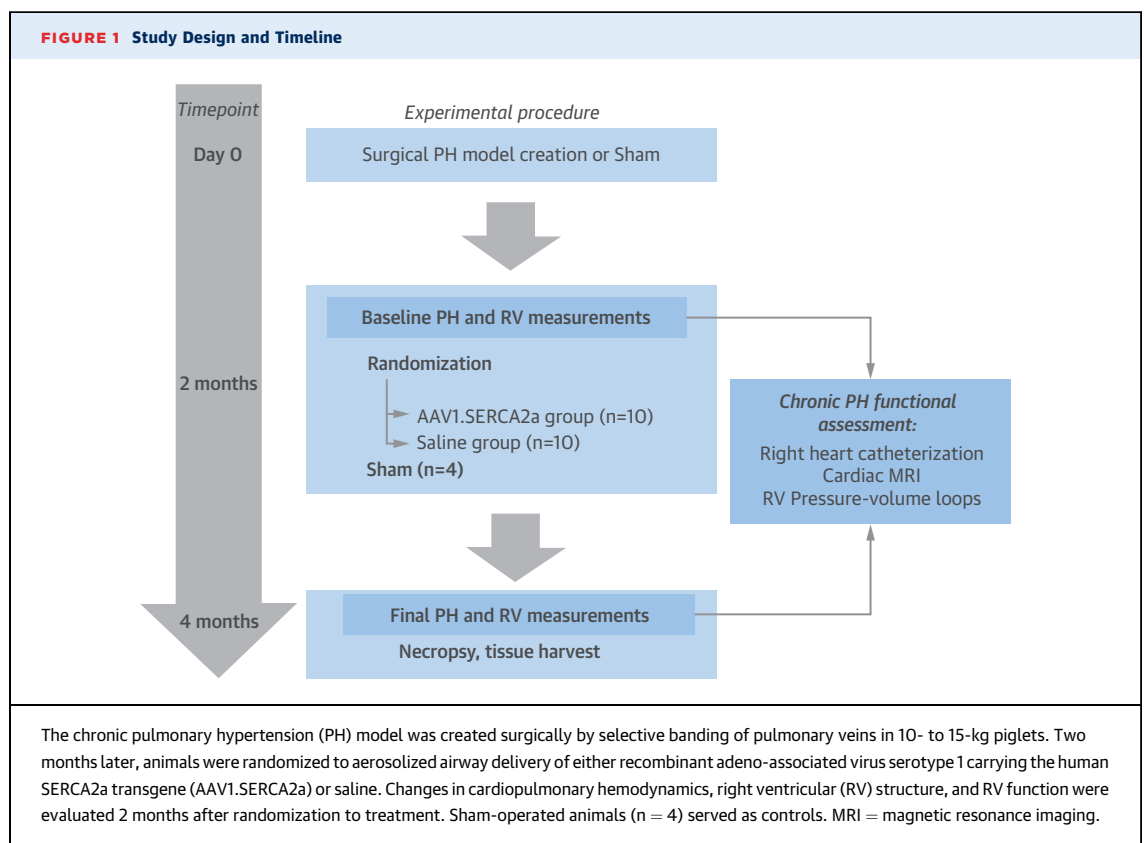 FIGURE 1 Study Design and Timeline
Timepoint
Experimental procedure
Day 0
Surgical PH model creation or Sham
Baseline PH and RV measurements
2 months
Randomization
AAV1.SERCA2a group (n=10)
Saline group (n=10)
Sham (n=4)
Chronic PH functional
assessment:
Right heart catheterization
Cardiac MRI
RV Pressure-volume loops
4 months
Final PH and RV measurements
Necropsy, tissue harvest
The chronic pulmonary hypertension (PH) model was created surgically by selective banding of pulmonary veins in 10- to 15-kg piglets. Two
months later, animals were randomized to aerosolized airway delivery of either recombinant adeno-associated virus serotype 1 carrying the human
SERCA2a transgene (AAV1.SERCA2a) or saline. Changes in cardiopulmonary hemodynamics, right ventricular (RV) structure, and RV function were
evaluated 2 months after randomization to treatment. Sham-operated animals (n = 4) served as controls. MRI = magnetic resonance imaging.